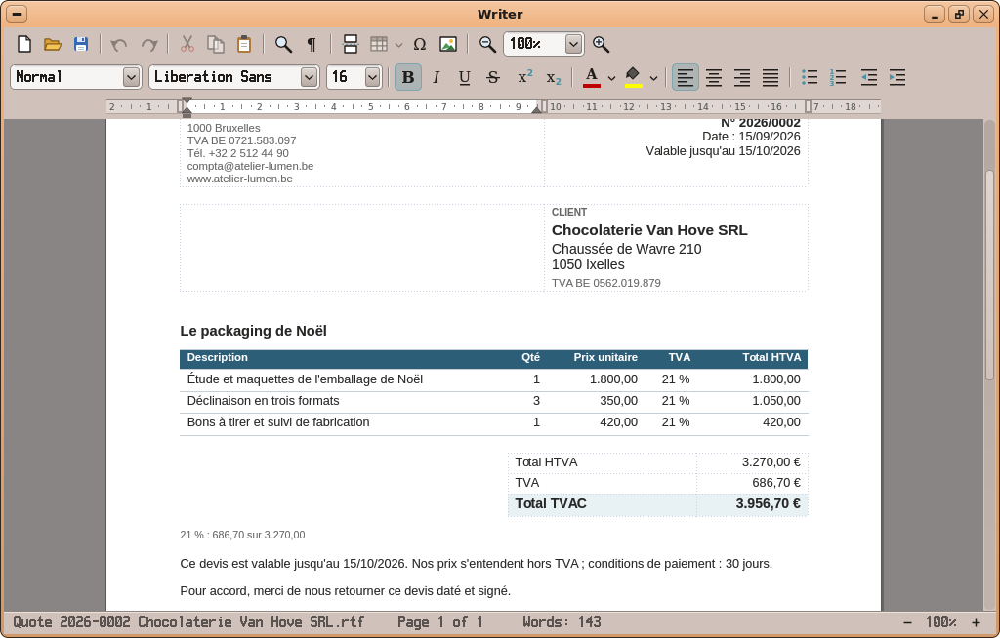 Writer
100%
Normal
Liberation Sans
16
B I U S x² x₂ A
2 1 1 2 3 4 5 6 7 8 9 10 11 12 13 14 15 16 17 18
1000 Bruxelles
TVA BE 0721.583.097
Tél. +32 2 512 44 90
compta@atelier-lumen.be
www.atelier-lumen.be
N° 2026/0002
Date : 15/09/2026
Valable jusqu'au 15/10/2026
CLIENT
Chocolaterie Van Hove SRL
Chaussée de Wavre 210
1050 Ixelles
TVA BE 0562.019.879
Le packaging de Noël
Description Qté Prix unitaire TVA Total HTVA
Étude et maquettes de l'emballage de Noël 1 1.800,00 21 % 1.800,00
Déclinaison en trois formats 3 350,00 21 % 1.050,00
Bons à tirer et suivi de fabrication 1 420,00 21 % 420,00
Total HTVA 3.270,00 €
TVA 686,70 €
Total TVAC 3.956,70 €
21 % : 686,70 sur 3.270,00
Ce devis est valable jusqu'au 15/10/2026. Nos prix s'entendent hors TVA ; conditions de paiement : 30 jours.
Pour accord, merci de nous retourner ce devis daté et signé.
Quote 2026-0002 Chocolaterie Van Hove SRL.rtf Page 1 of 1 Words: 143 − 100% +